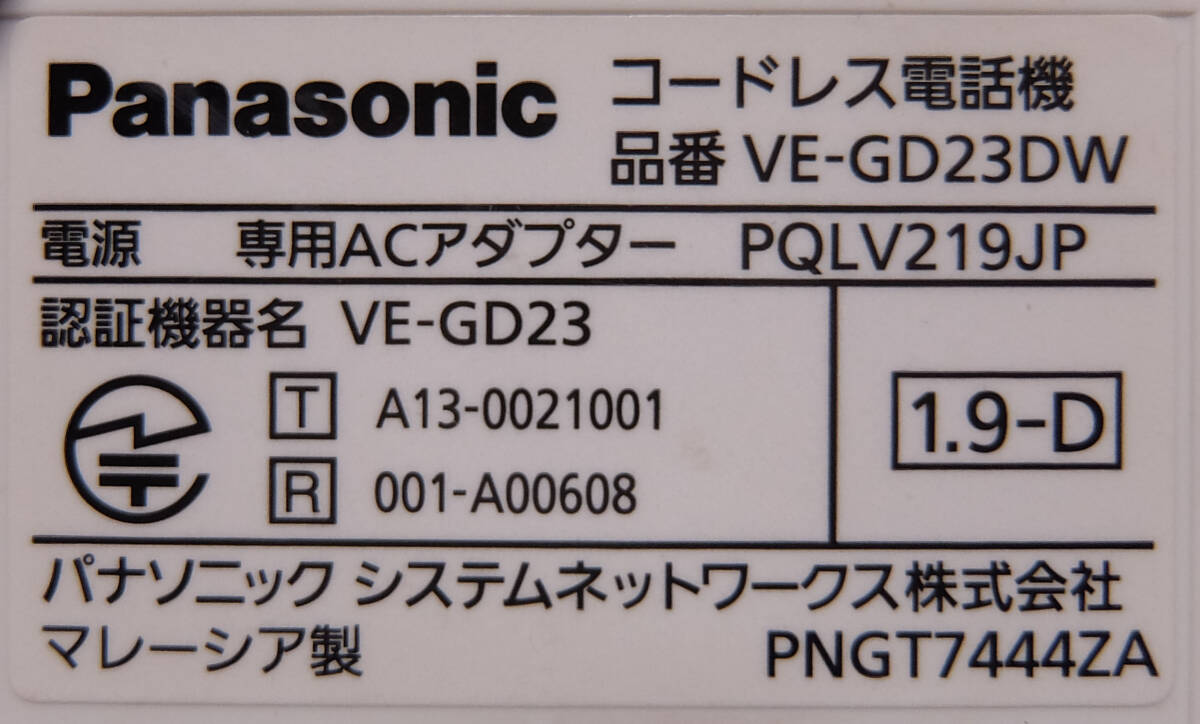 Panasonic コードレス電話機
品番 VE-GD23DW
電源 専用ACアダプター PQLV219JP
認証機器名 VE-GD23
T A13-0021001
R 001-A00608
1.9-D
パナソニック システムネットワークス株式会社
マレーシア製 PNGT7444ZA